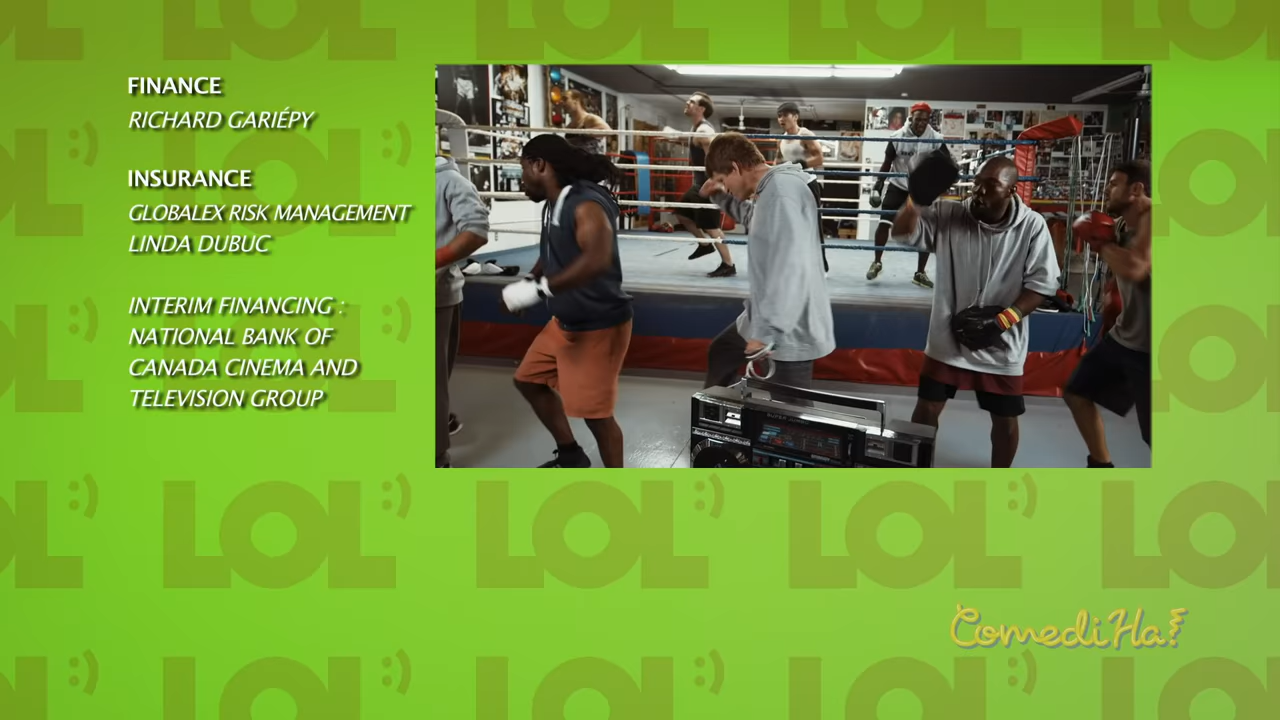 FINANCE
RICHARD GARIÉPY
INSURANCE
GLOBALEX RISK MANAGEMENT
LINDA DUBUC
INTERIM FINANCING :
NATIONAL BANK OF
CANADA CINEMA AND
TELEVISION GROUP
LOL :)
ComediHa!